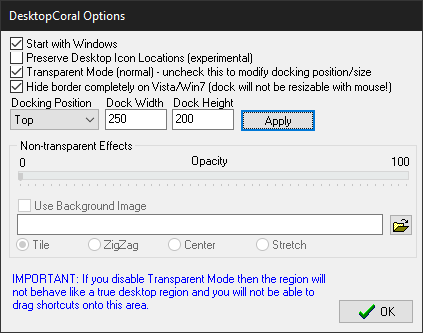 DesktopCoral Options
Start with Windows
Preserve Desktop Icon Locations (experimental)
Transparent Mode (normal) - uncheck this to modify docking position/size
Hide border completely on Vista/Win7 (dock will not be resizable with mouse!)
Docking Position Dock Width Dock Height
Top 250 200 Apply
Non-transparent Effects
0 Opacity 100
Use Background Image
Tile ZigZag Center Stretch
IMPORTANT: If you disable Transparent Mode then the region will
not behave like a true desktop region and you will not be able to
drag shortcuts onto this area.
OK